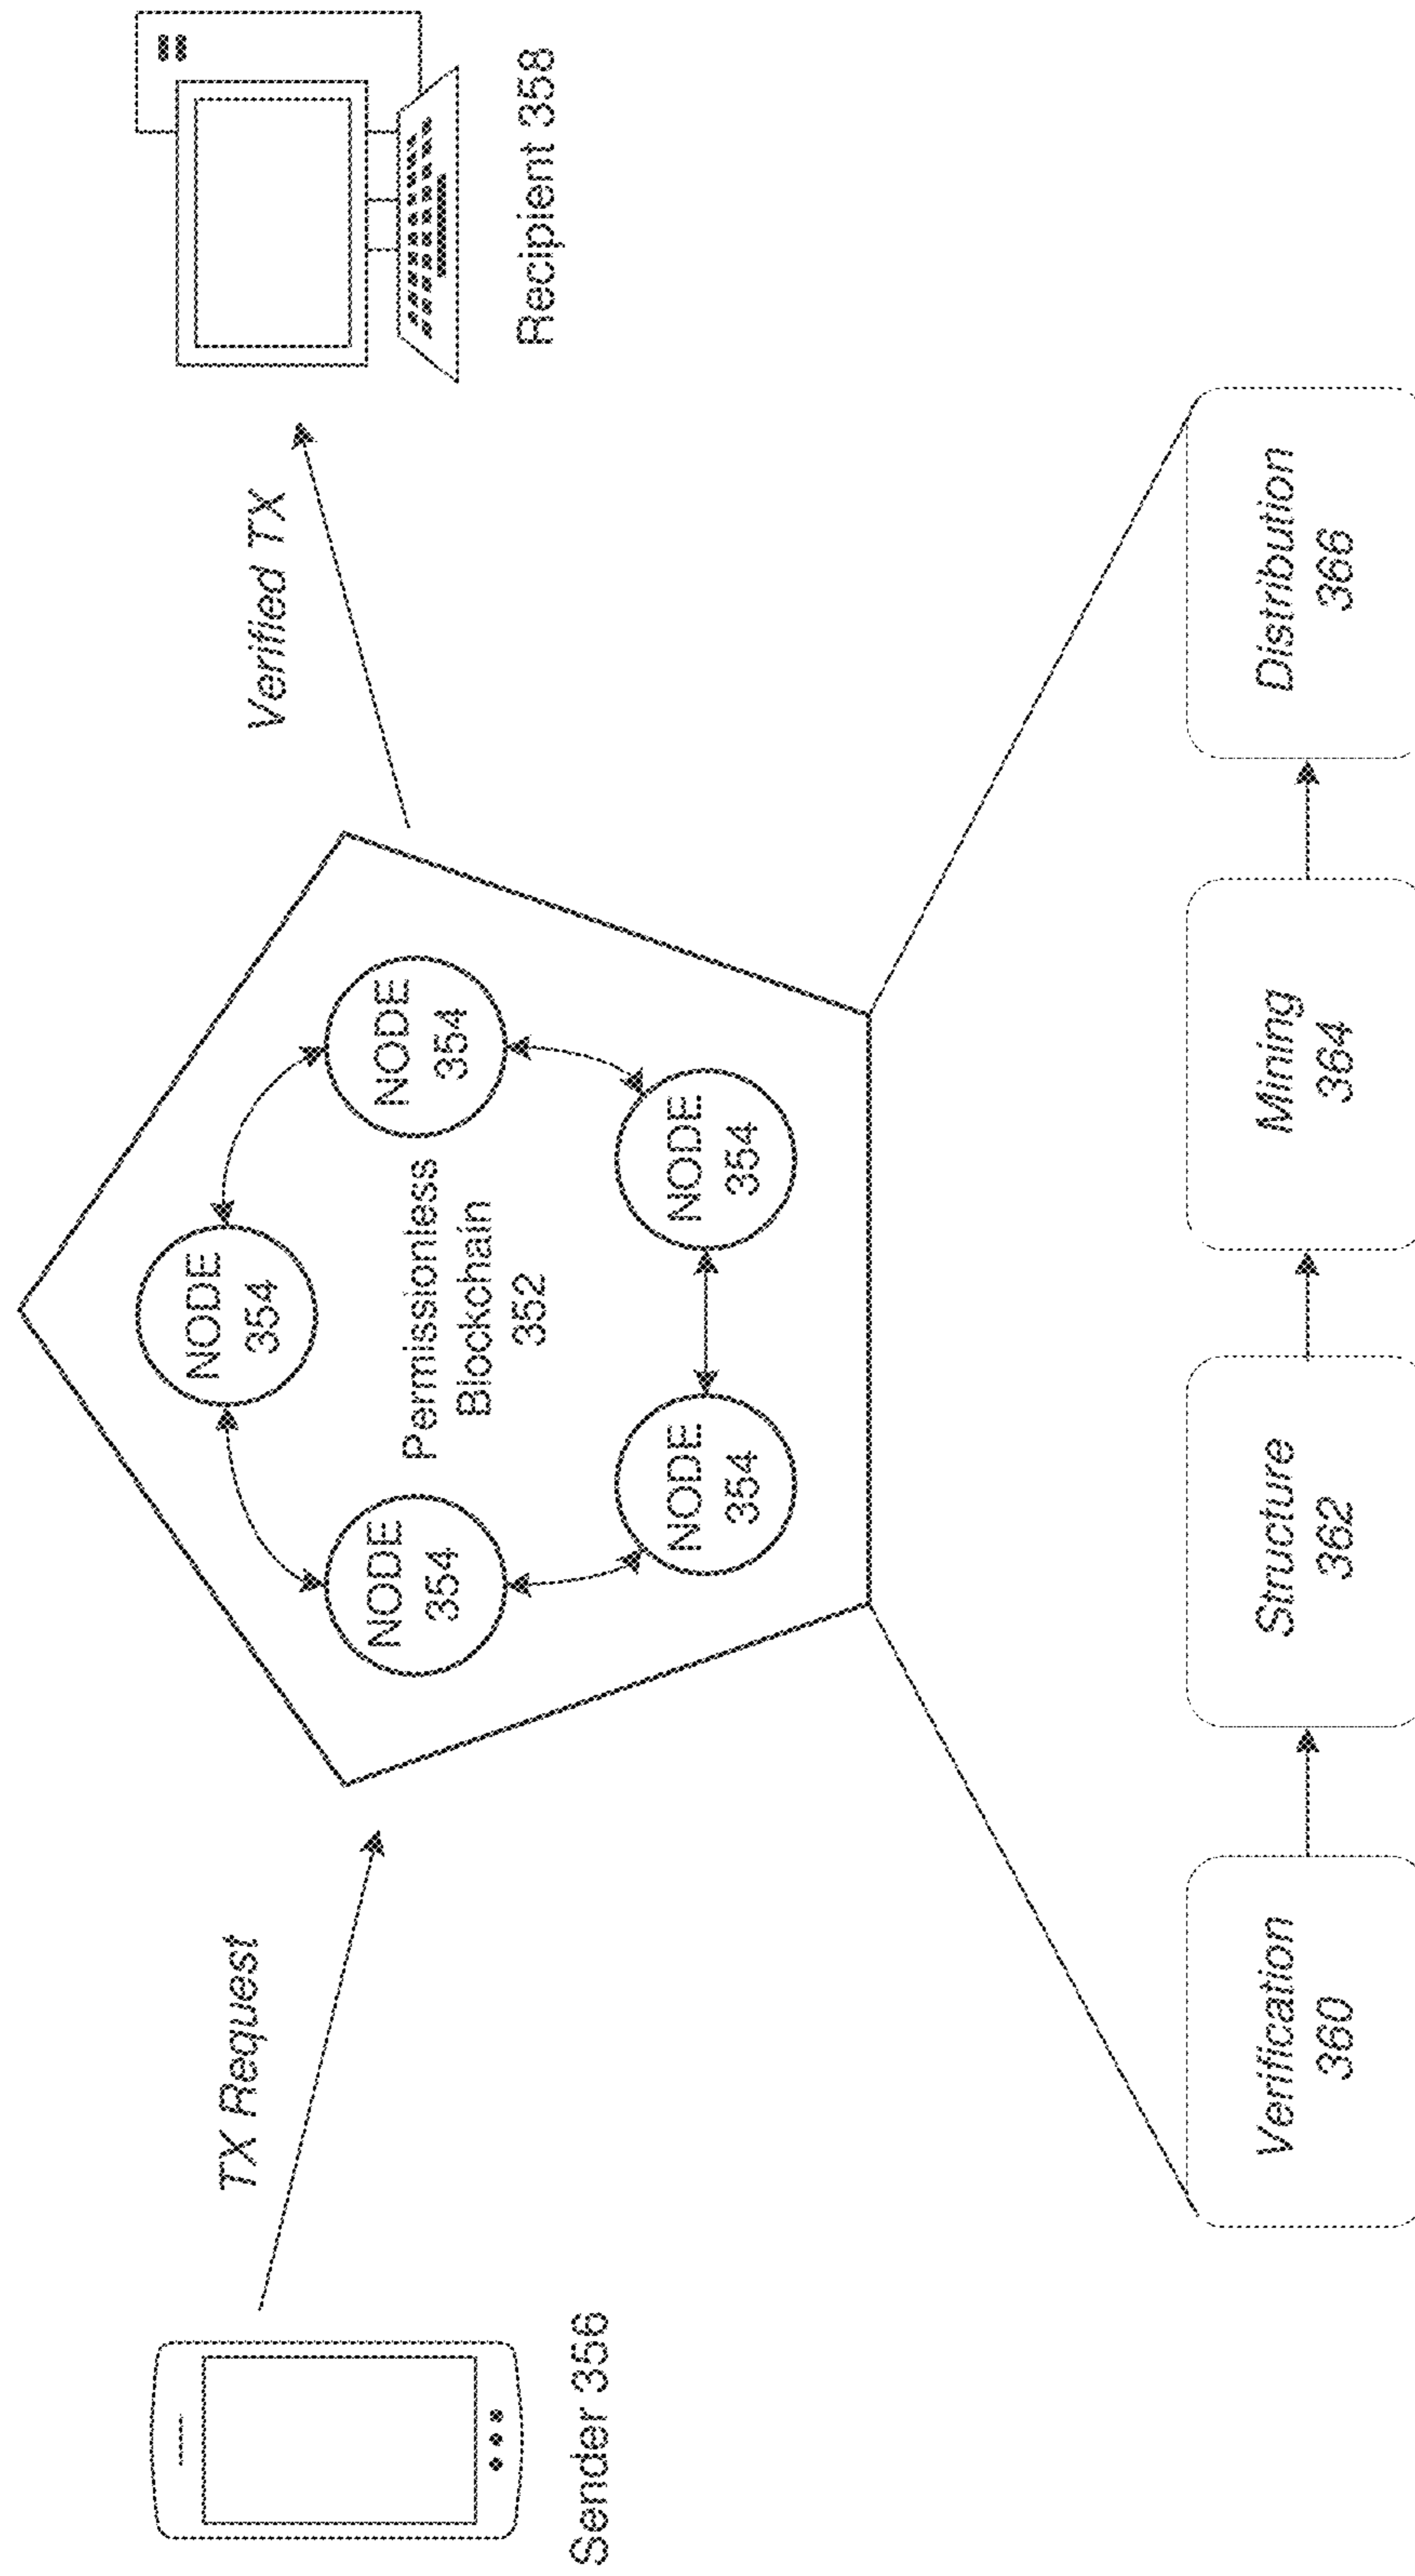 TX Request
Verified TX
Sender 356
Recipient 358
NODE
354
NODE
354
NODE
354
Permissionless
Blockchain
352
NODE
354
NODE
354
Verification
360
Structure
362
Mining
364
Distribution
366